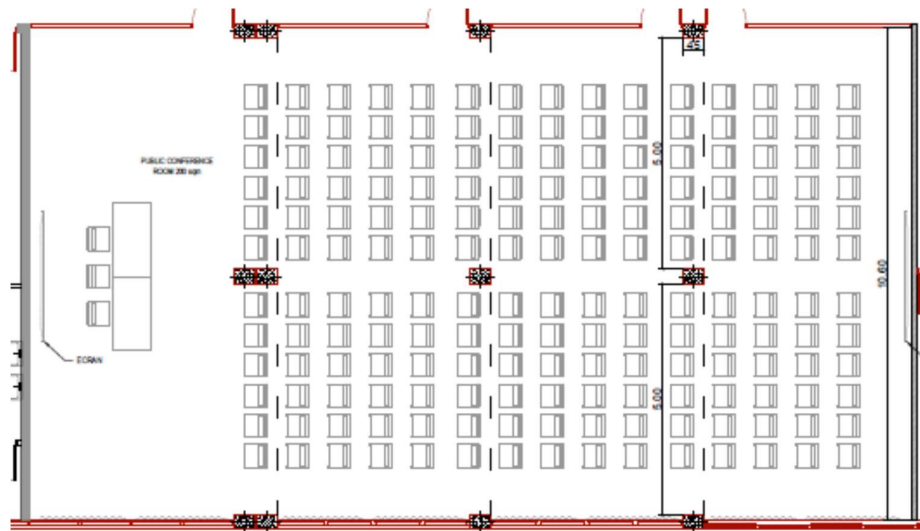 PUBLIC CONFERENCE
ROOM 200 sqm
5.00
10.60
ECRAN
5.00